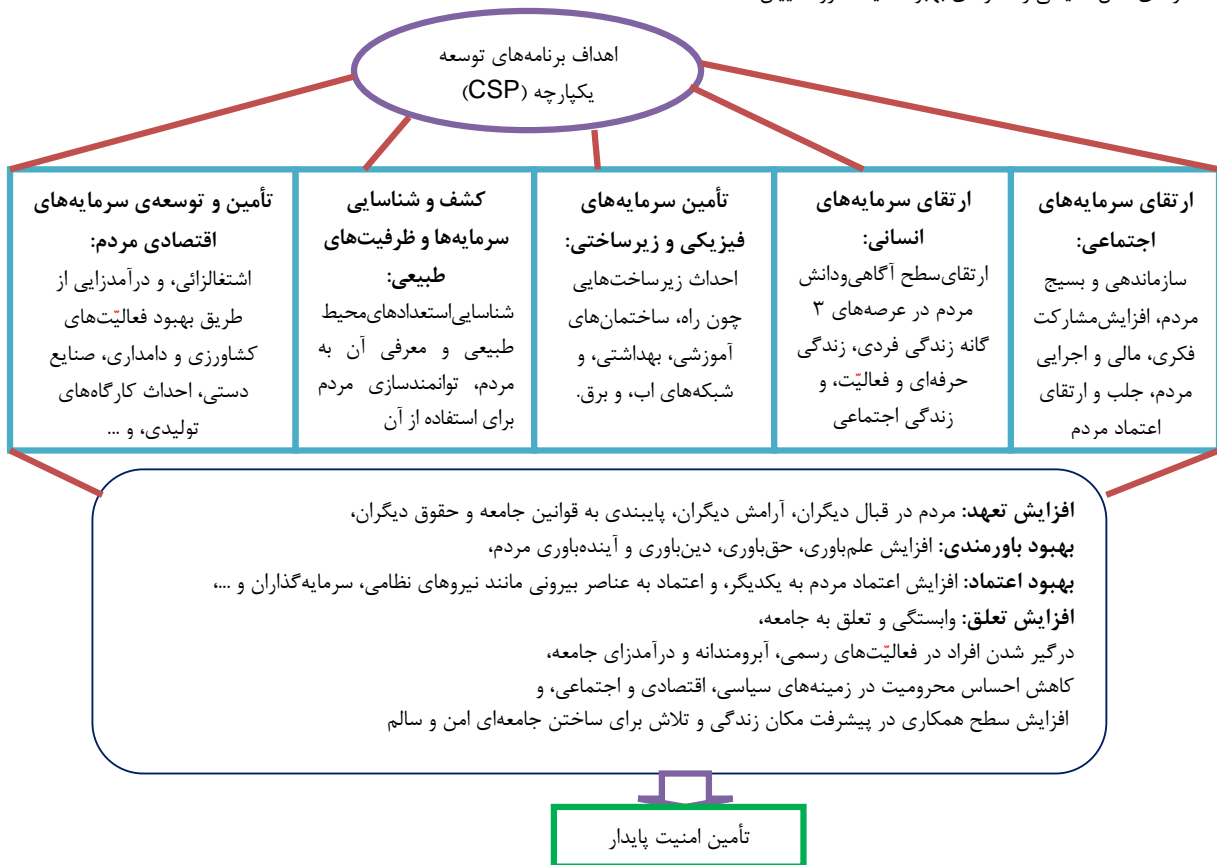 اهداف برنامه‌های توسعه
یکپارچه (CSP)
ارتقای سرمایه‌های
اجتماعی:
سازماندهی و بسیج
مردم، افزایش‌مشارکت
فکری، مالی و اجرایی
مردم، جلب و ارتقای
اعتماد مردم
ارتقای سرمایه‌های
انسانی:
ارتقای‌سطح آگاهی‌ودانش
مردم در عرصه‌های ۳
گانه زندگی فردی، زندگی
حرفه‌ای و فعالیّت، و
زندگی اجتماعی
تأمین سرمایه‌های
فیزیکی و زیرساختی:
احداث زیرساخت‌هایی
چون راه، ساختمان‌های
آموزشی، بهداشتی، و
شبکه‌های اب، و برق.
کشف و شناسایی
سرمایه‌ها و ظرفیت‌های
طبیعی:
شناسایی‌استعدادهای‌محیط
طبیعی و معرفی آن به
مردم، توانمندسازی مردم
برای استفاده از آن
تأمین و توسعه‌ی سرمایه‌های
اقتصادی مردم:
اشتغالزائی، و درآمدزایی از
طریق بهبود فعالیّت‌های
کشاورزی و دامداری، صنایع
دستی، احداث کارگاه‌های
تولیدی، و ...
افزایش تعهد: مردم در قبال دیگران، آرامش دیگران، پایبندی به قوانین جامعه و حقوق دیگران،
بهبود باورمندی: افزایش علم‌باوری، حق‌باوری، دین‌باوری و آینده‌باوری مردم،
بهبود اعتماد: افزایش اعتماد مردم به یکدیگر، و اعتماد به عناصر بیرونی مانند نیروهای نظامی، سرمایه‌گذاران و ...،
افزایش تعلق: وابستگی و تعلق به جامعه،
درگیر شدن افراد در فعالیّت‌های رسمی، آبرومندانه و درآمدزای جامعه،
کاهش احساس محرومیت در زمینه‌های سیاسی، اقتصادی و اجتماعی، و
افزایش سطح همکاری در پیشرفت مکان زندگی و تلاش برای ساختن جامعه‌ای امن و سالم
تأمین امنیت پایدار